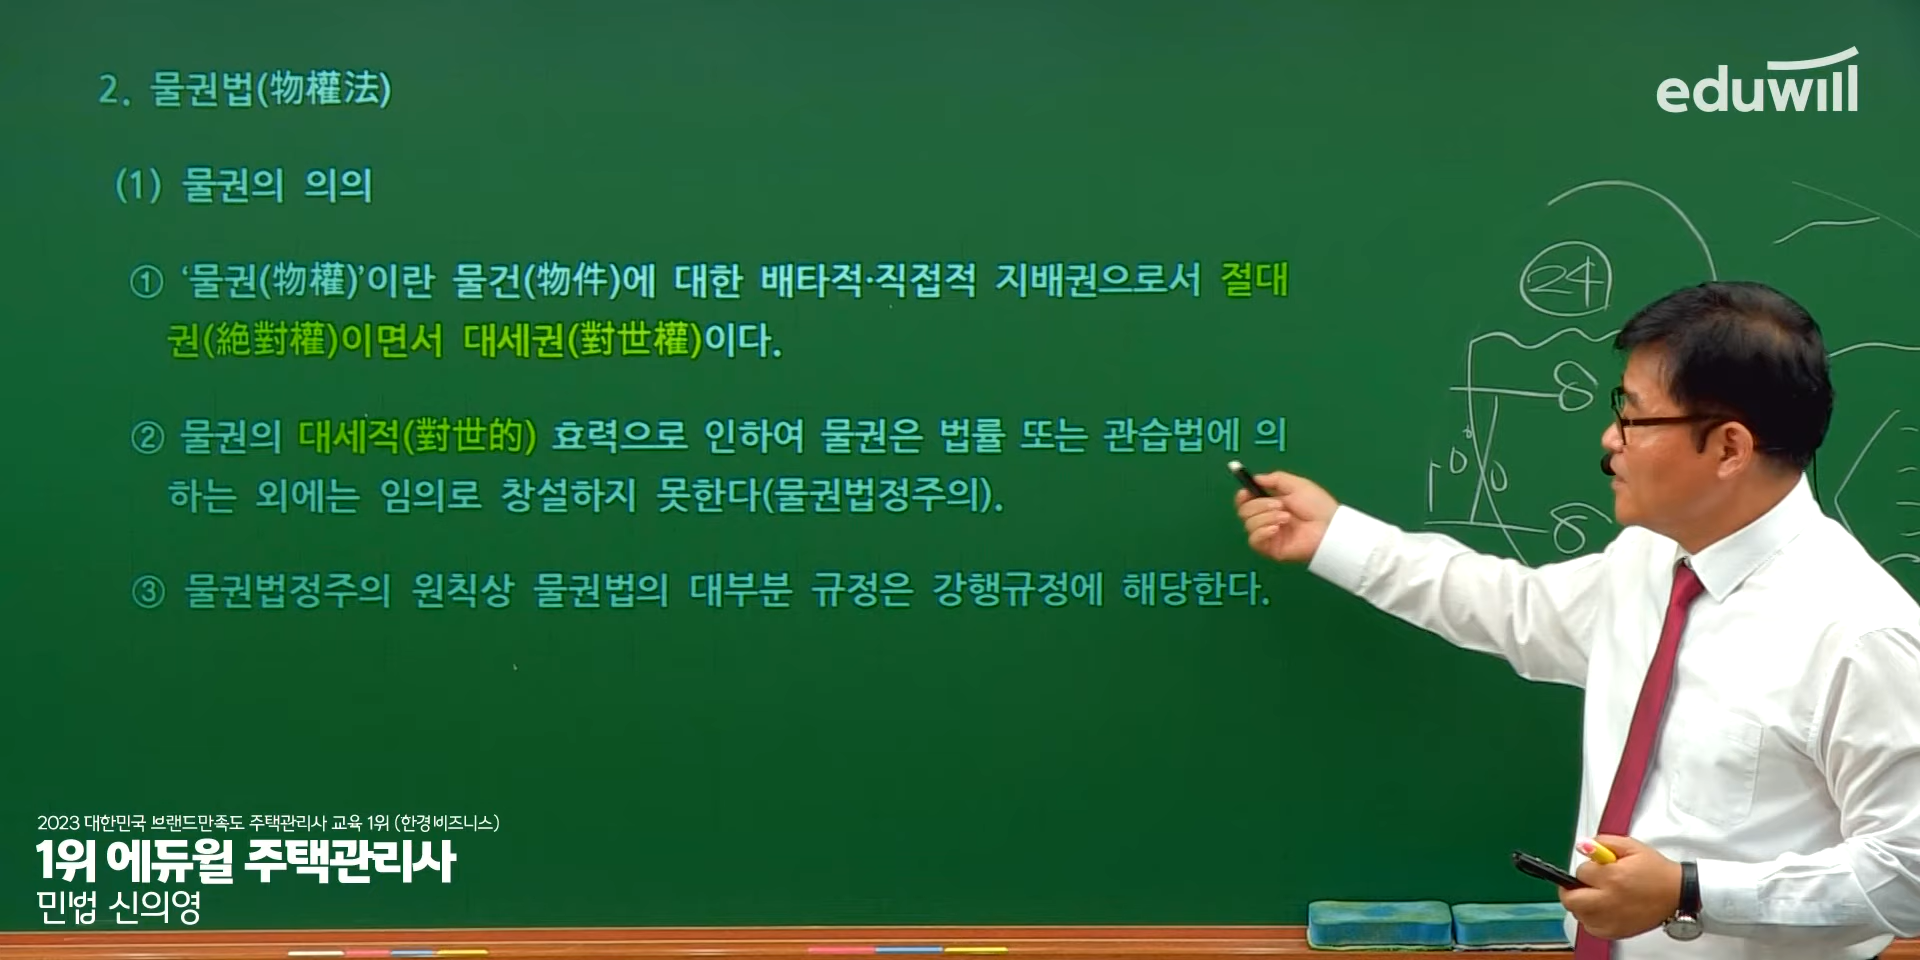 2. 물권법(物權法)
(1) 물권의 의의
① ‘물권(物權)’이란 물건(物件)에 대한 배타적·직접적 지배권으로서 절대
권(絶對權)이면서 대세권(對世權)이다.
② 물권의 대세적(對世的) 효력으로 인하여 물권은 법률 또는 관습법에 의
하는 외에는 임의로 창설하지 못한다(물권법정주의).
③ 물권법정주의 원칙상 물권법의 대부분 규정은 강행규정에 해당한다.
eduwill
24
8
8
2023 대한민국 브랜드만족도 주택관리사 교육 1위 (한경비즈니스)
1위 에듀윌 주택관리사
민법 신의영